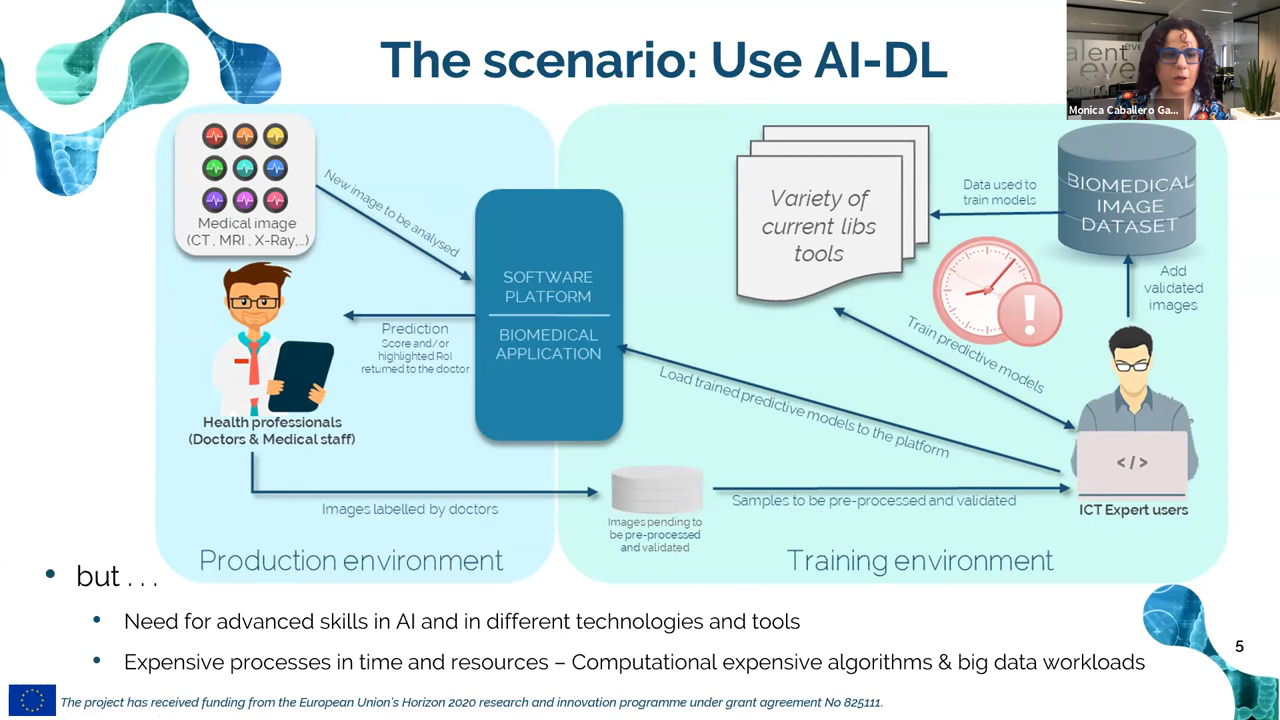 The scenario: Use AI-DL
alent
eve
Monica Caballero Ga...
Medical image
(CT , MRI , X-Ray,...)
New image to be analysed
SOFTWARE
PLATFORM
BIOMEDICAL
APPLICATION
Prediction
Score and/or
highlighted RoI
returned to the doctor
Health professionals
(Doctors & Medical staff)
Images labelled by doctors
Production environment
Variety of
current libs
tools
Data used to
train models
BIOMEDICAL
IMAGE
DATASET
Add
validated
images
!
Train predictive models
Load trained predictive models to the platform
</>
ICT Expert users
Images pending to
be pre-processed
and validated
Samples to be pre-processed and validated
Training environment
• but . . .
• Need for advanced skills in AI and in different technologies and tools
• Expensive processes in time and resources – Computational expensive algorithms & big data workloads
5
The project has received funding from the European Union's Horizon 2020 research and innovation programme under grant agreement No 825111.